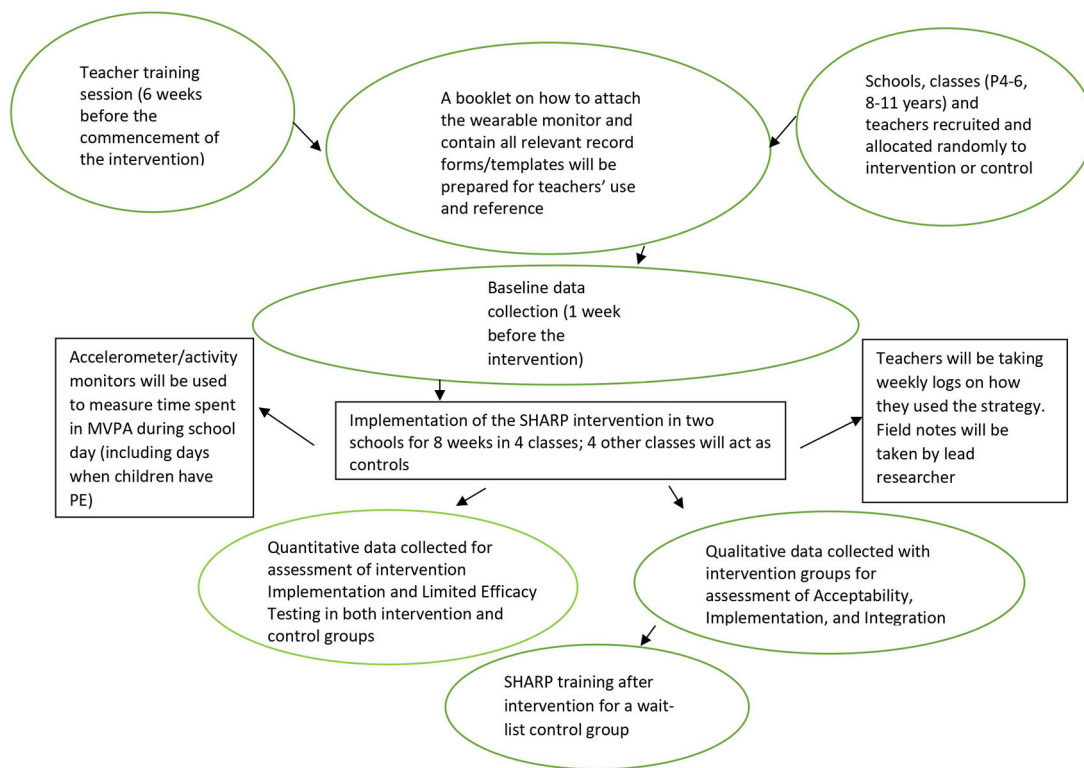 Teacher training
session (6 weeks
before the
commencement of
the intervention)
A booklet on how to attach
the wearable monitor and
contain all relevant record
forms/templates will be
prepared for teachers’ use
and reference
Schools, classes (P4-6,
8-11 years) and
teachers recruited and
allocated randomly to
intervention or control
Baseline data
collection (1 week
before the
intervention)
Accelerometer/activity
monitors will be used
to measure time spent
in MVPA during school
day (including days
when children have
PE)
Implementation of the SHARP intervention in two
schools for 8 weeks in 4 classes; 4 other classes will act as
controls
Teachers will be taking
weekly logs on how
they used the strategy.
Field notes will be
taken by lead
researcher
Quantitative data collected for
assessment of intervention
Implementation and Limited Efficacy
Testing in both intervention and
control groups
Qualitative data collected with
intervention groups for
assessment of Acceptability,
Implementation, and Integration
SHARP training after
intervention for a wait-
list control group